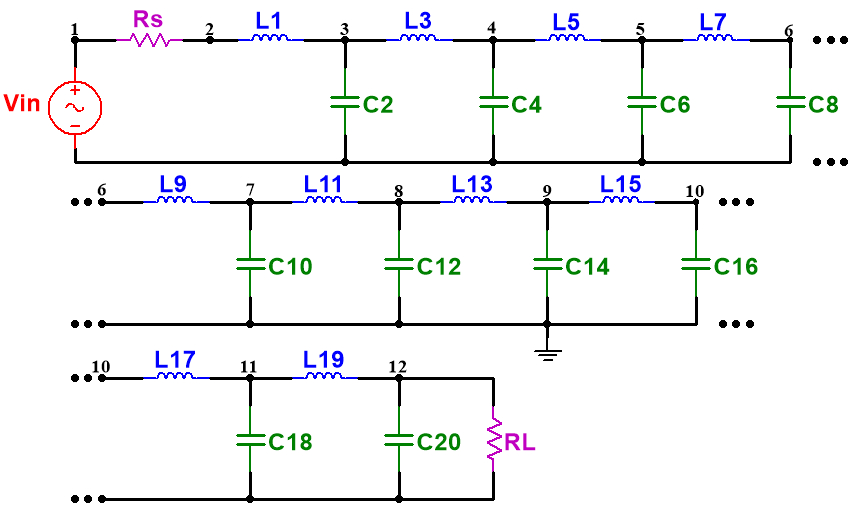 1 Rs 2 L1 3 L3 4 L5 5 L7 6
Vin + − C2 C4 C6 C8
6 L9 7 L11 8 L13 9 L15 10
C10 C12 C14 C16
10 L17 11 L19 12
C18 C20 RL